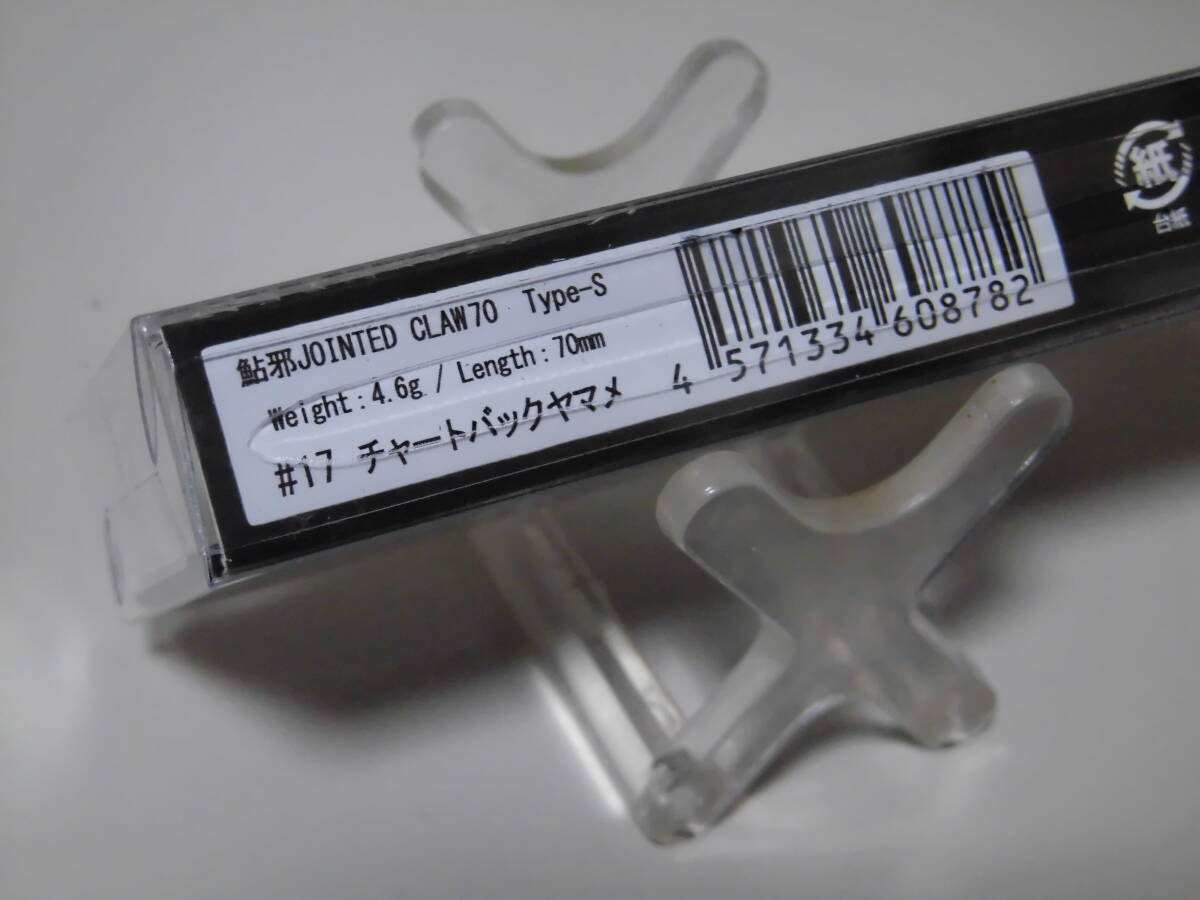 鮎邪JOINTED CLAW70 Type-S
Weight:4.6g / Length:70mm
#17 チャートバックヤマメ
4 571334 608782
紙
台紙